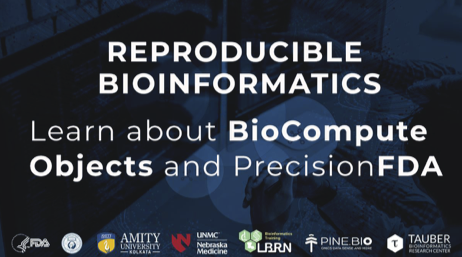 REPRODUCIBLE
BIOINFORMATICS
Learn about BioCompute
Objects and PrecisionFDA
FDA
AMITY
UNIVERSITY
KOLKATA
UNMC
Nebraska
Medicine
Bioinformatics
Training
LBRN
PINE BIO
TAUBER
BIOINFORMATICS
RESEARCH CENTER